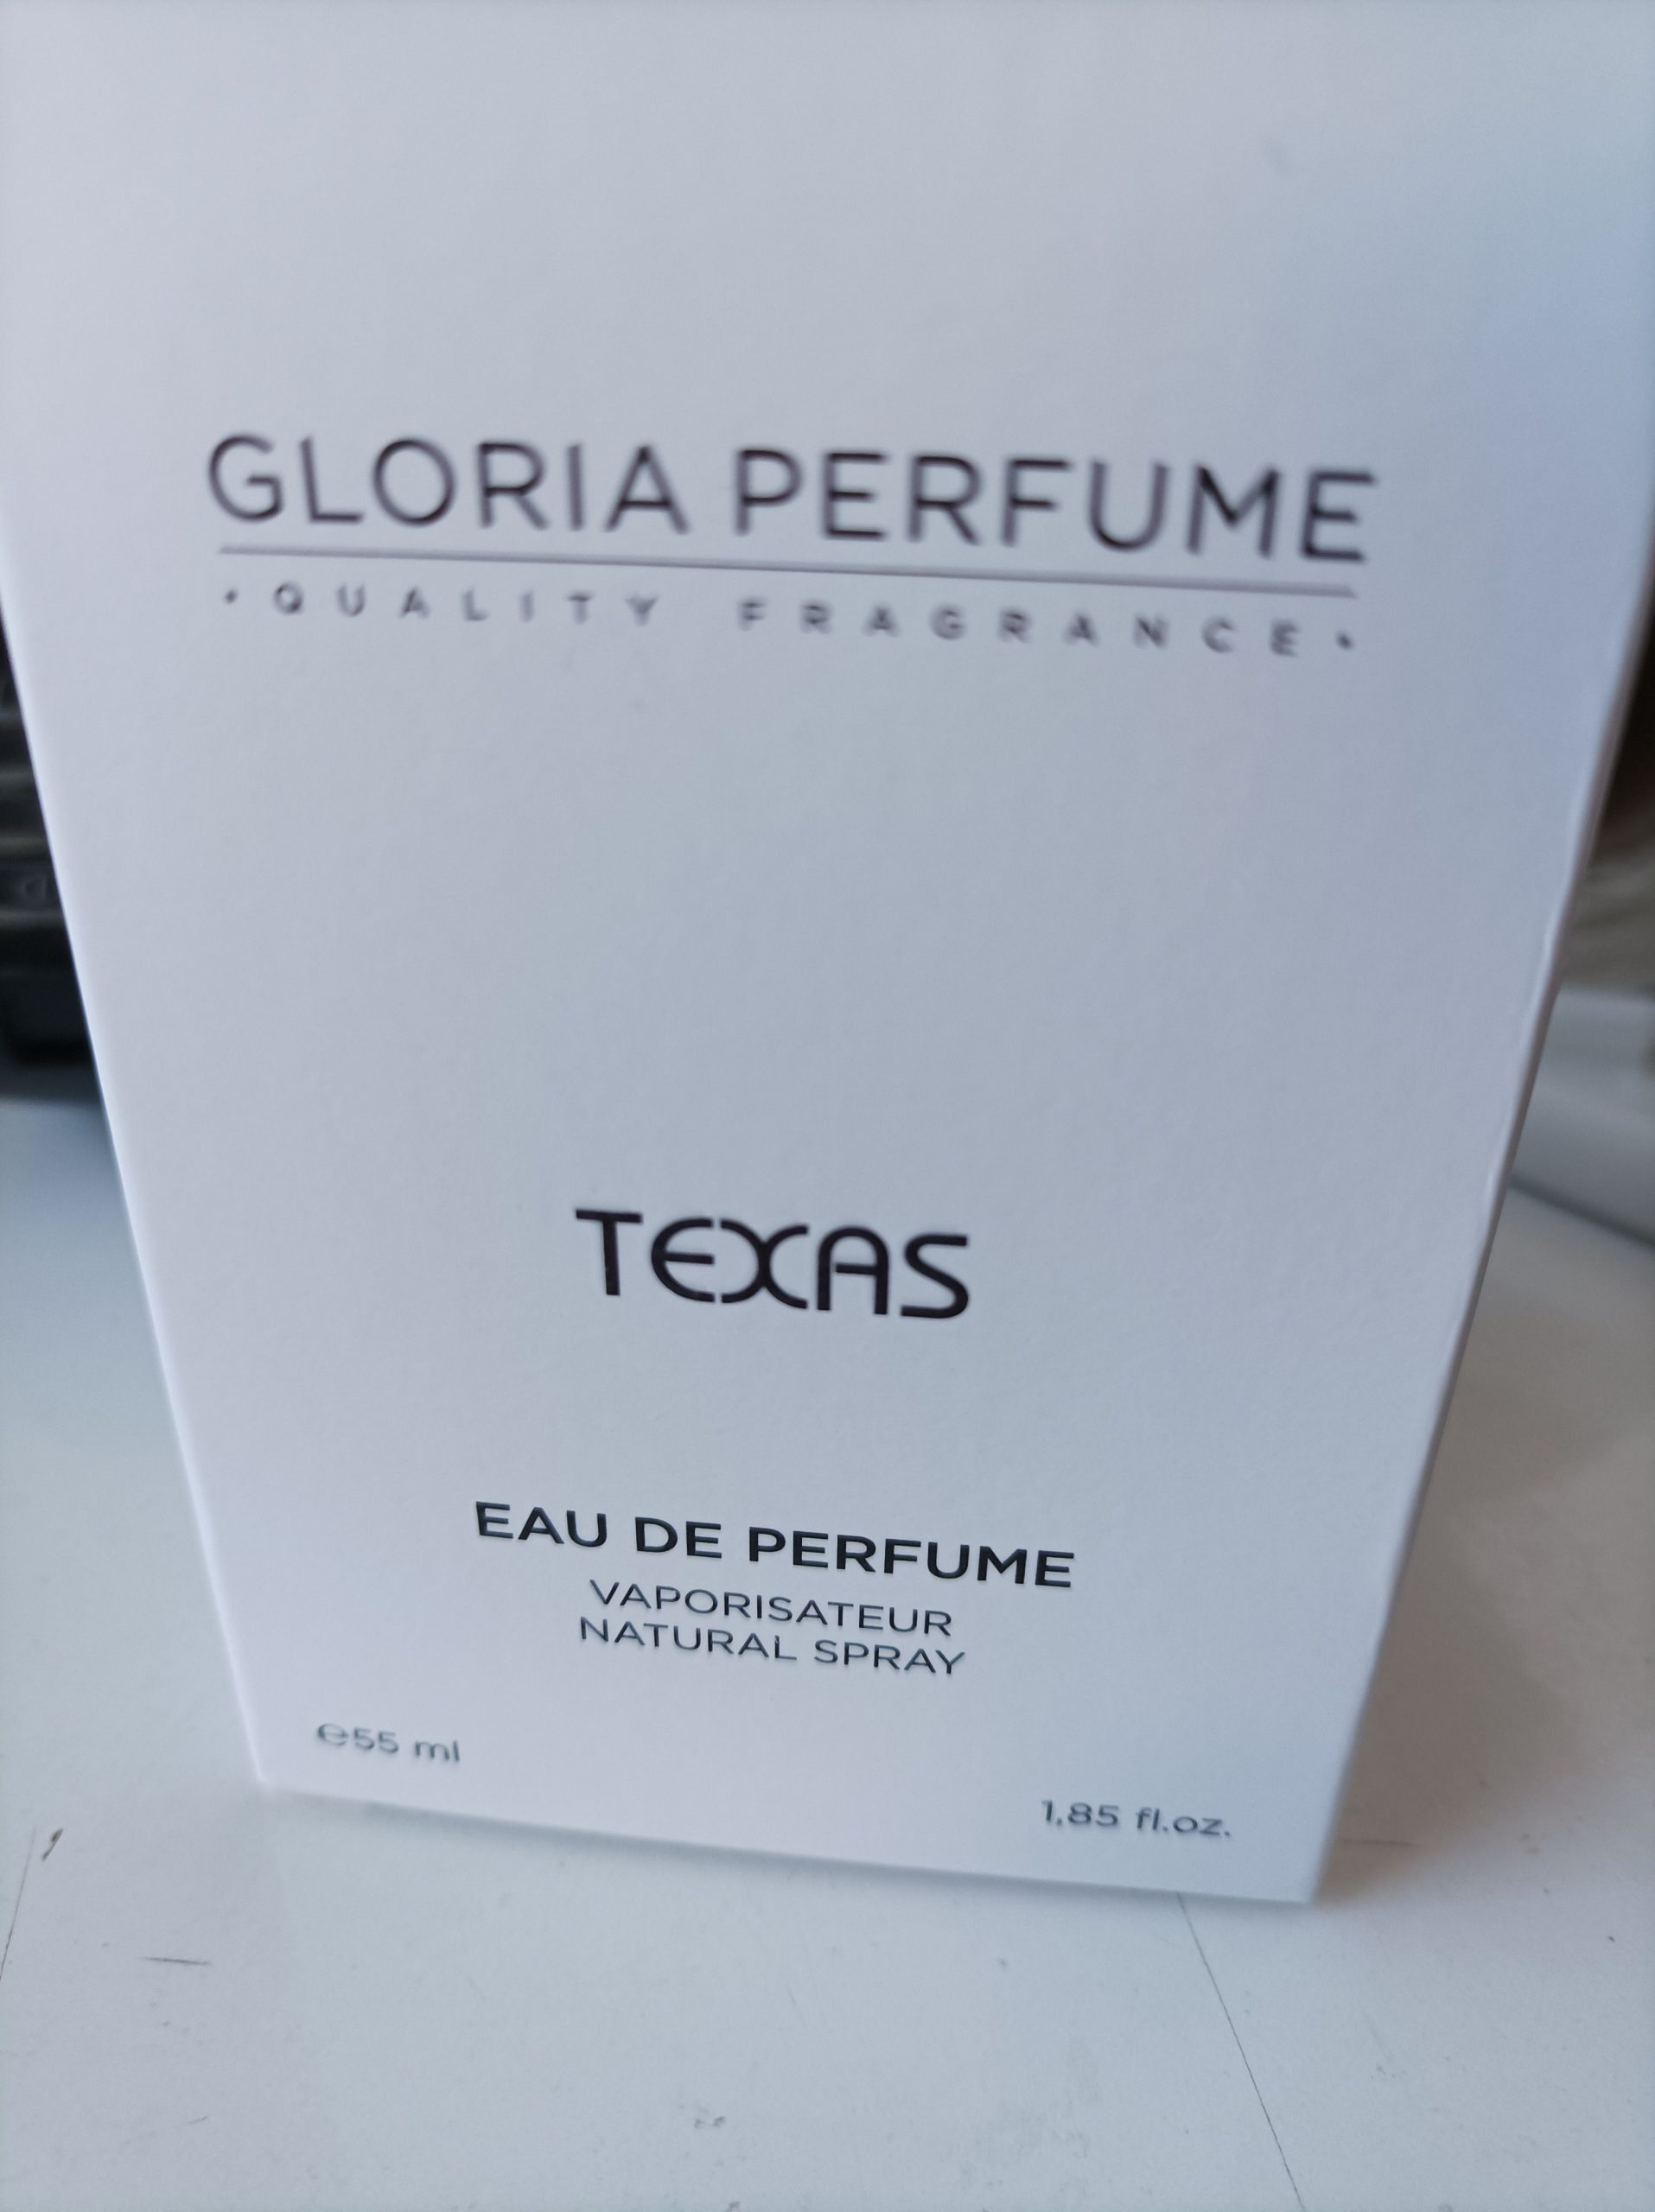 GLORIA PERFUME
• QUALITY FRAGRANCE •
TEXAS
EAU DE PERFUME
VAPORISATEUR
NATURAL SPRAY
℮55 ml
1,85 fl.oz.